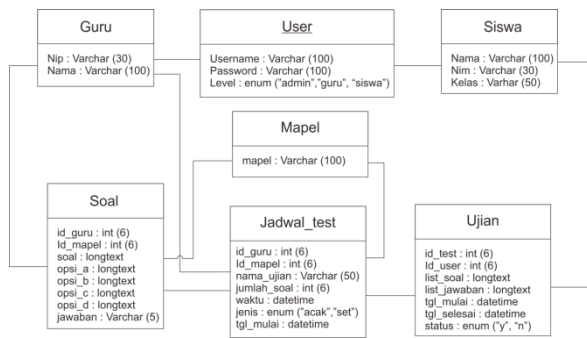 Guru
Nip : Varchar (30)
Nama : Varchar (100)
User
Username : Varchar (100)
Password : Varchar (100)
Level : enum ("admin","guru", "siswa")
Siswa
Nama : Varchar (100)
Nim : Varchar (30)
Kelas : Varhar (50)
Mapel
mapel : Varchar (100)
Soal
id_guru : int (6)
Id_mapel : int (6)
soal : longtext
opsi_a : longtext
opsi_b : longtext
opsi_c : longtext
opsi_d : longtext
jawaban : Varchar (5)
Jadwal_test
id_guru : int (6)
Id_mapel : int (6)
nama_ujian : Varchar (50)
jumlah_soal : int (6)
waktu : datetime
jenis : enum ("acak","set")
tgl_mulai : datetime
Ujian
id_test : int (6)
Id_user : int (6)
list_soal : longtext
list_jawaban : longtext
tgl_mulai : datetime
tgl_selesai : datetime
status : enum ("y", "n")